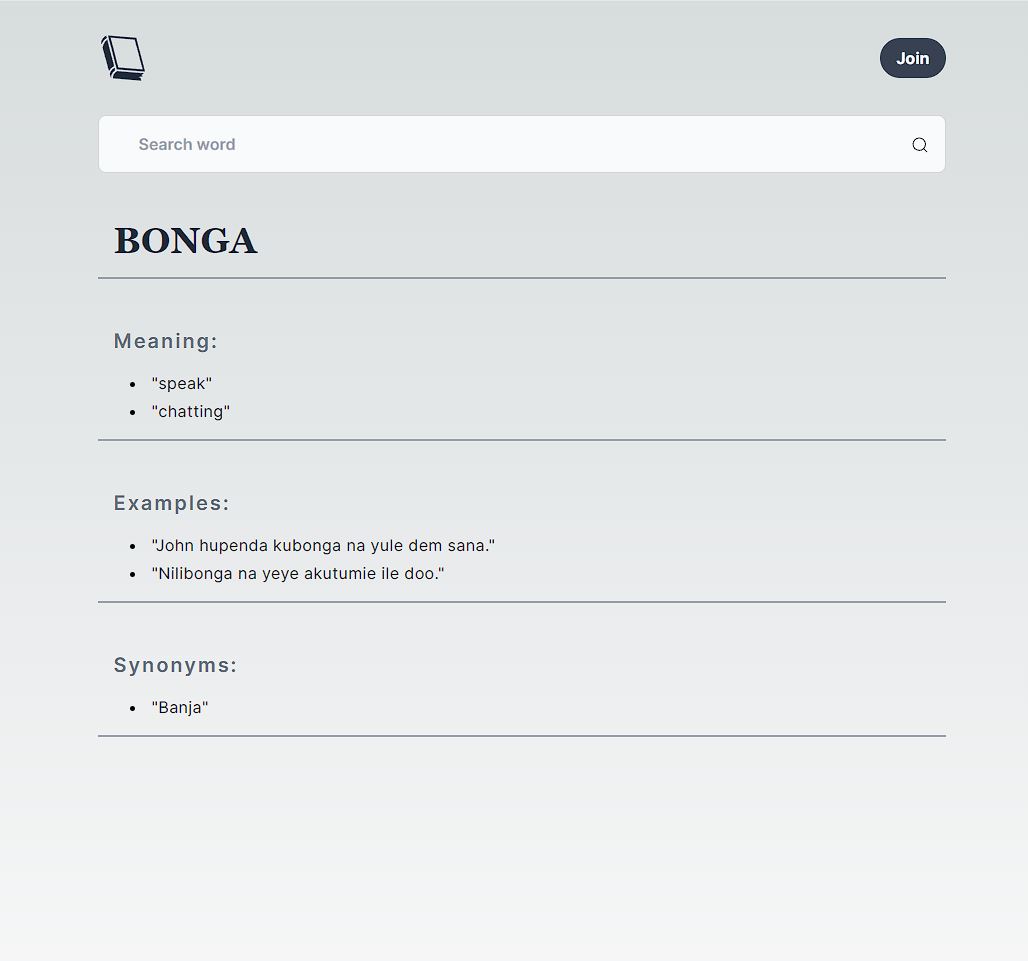 Join
Search word
BONGA
Meaning:
"speak"
"chatting"
Examples:
"John hupenda kubonga na yule dem sana."
"Nilibonga na yeye akutumie ile doo."
Synonyms:
"Banja"